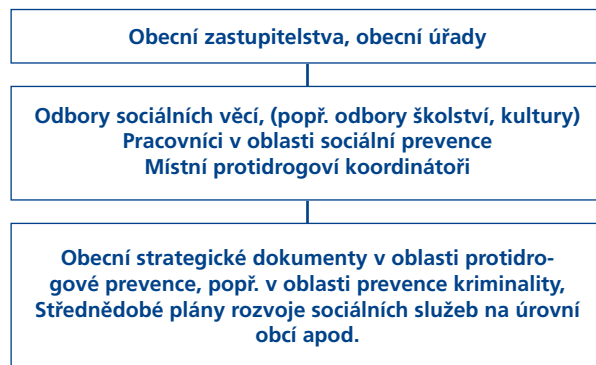 Obecní zastupitelstva, obecní úřady
Odbory sociálních věcí, (popř. odbory školství, kultury)
Pracovníci v oblasti sociální prevence
Místní protidrogoví koordinátoři
Obecní strategické dokumenty v oblasti protidro-
gové prevence, popř. v oblasti prevence kriminality,
Střednědobé plány rozvoje sociálních služeb na úrovní
obcí apod.